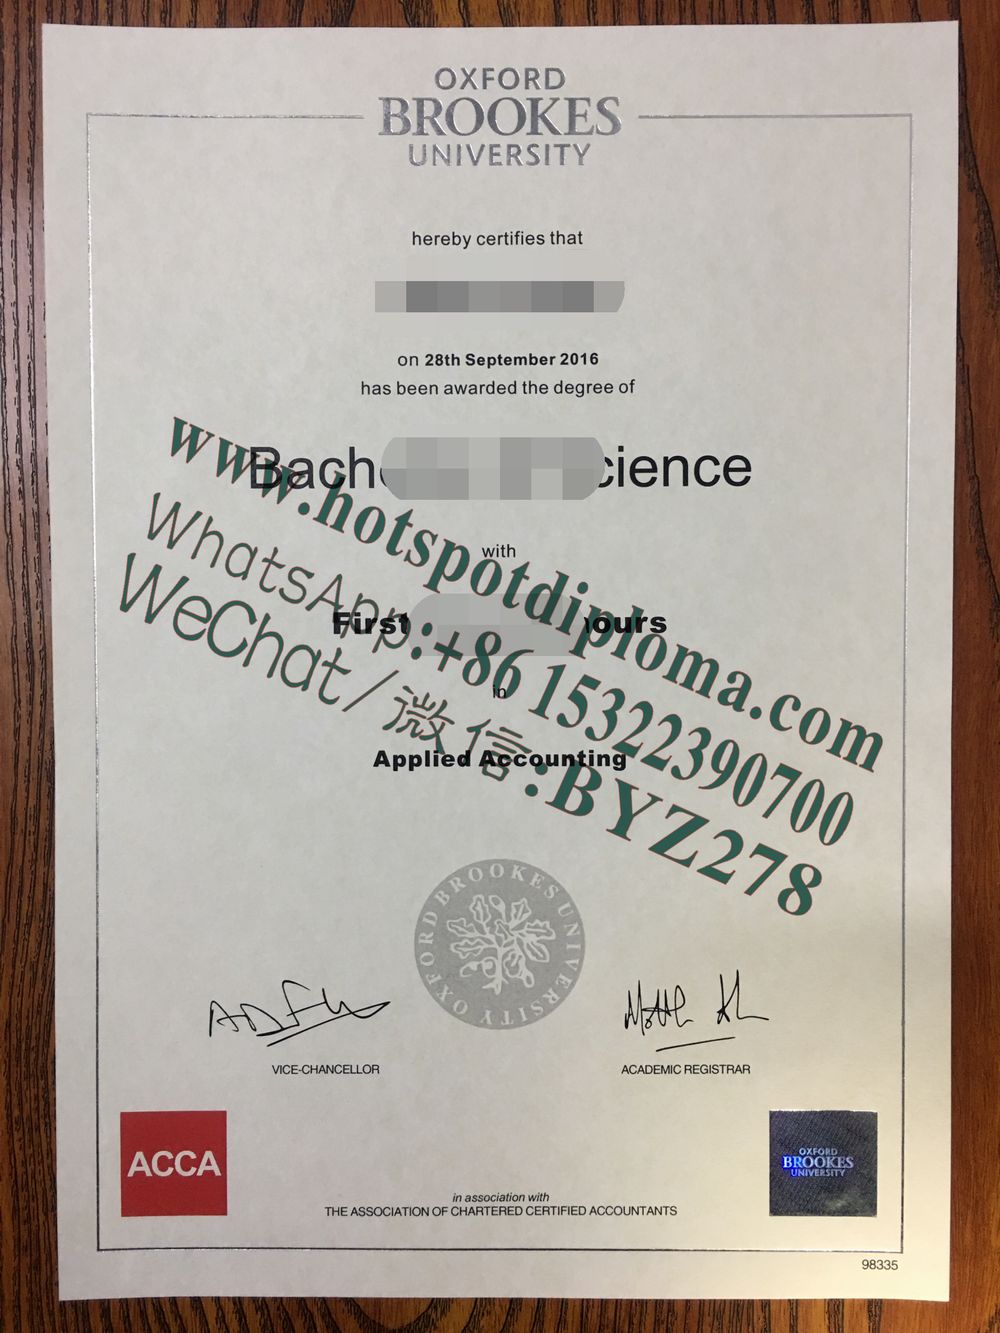 OXFORD
BROOKES
UNIVERSITY
hereby certifies that
on 28th September 2016
has been awarded the degree of
www.hotspotdiploma.com
WhatsApp:+86 15322390700
WeChat/微信:BYZ278
with
First
in
Applied Accounting
OXFORD BROOKES UNIVERSITY
VICE-CHANCELLOR
ACADEMIC REGISTRAR
ACCA
OXFORD
BROOKES
UNIVERSITY
in association with
THE ASSOCIATION OF CHARTERED CERTIFIED ACCOUNTANTS
98335